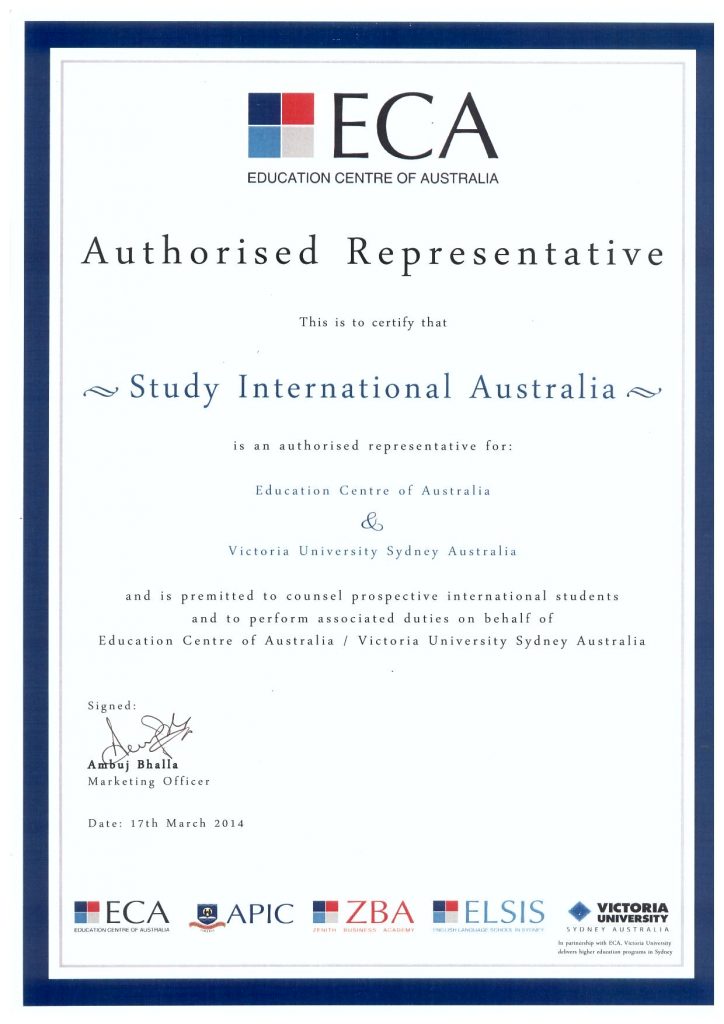 ECA
EDUCATION CENTRE OF AUSTRALIA
Authorised Representative
This is to certify that
Study International Australia
is an authorised representative for:
Education Centre of Australia
&
Victoria University Sydney Australia
and is premitted to counsel prospective international students
and to perform associated duties on behalf of
Education Centre of Australia / Victoria University Sydney Australia
Signed:
Ambuj Bhalla
Marketing Officer
Date: 17th March 2014
ECA
EDUCATION CENTRE OF AUSTRALIA
APIC
ZBA
ZENITH BUSINESS ACADEMY
ELSIS
ENGLISH LANGUAGE SCHOOL IN SYDNEY
VICTORIA
UNIVERSITY
SYDNEY AUSTRALIA
In partnership with ECA, Victoria University
delivers higher education programs in Sydney